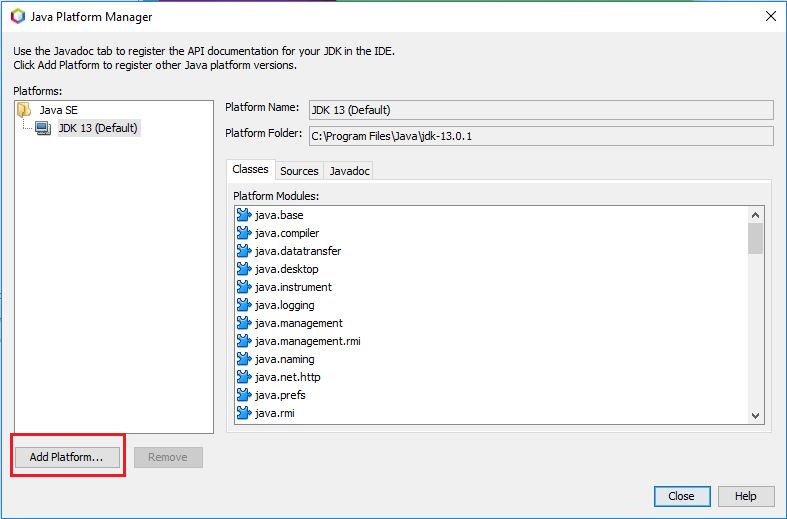 Java Platform Manager
Use the Javadoc tab to register the API documentation for your JDK in the IDE.
Click Add Platform to register other Java platform versions.
Platforms:
Java SE
JDK 13 (Default)
Platform Name: JDK 13 (Default)
Platform Folder: C:\Program Files\Java\jdk-13.0.1
Classes Sources Javadoc
Platform Modules:
java.base
java.compiler
java.datatransfer
java.desktop
java.instrument
java.logging
java.management
java.management.rmi
java.naming
java.net.http
java.prefs
java.rmi
Add Platform... Remove
Close Help